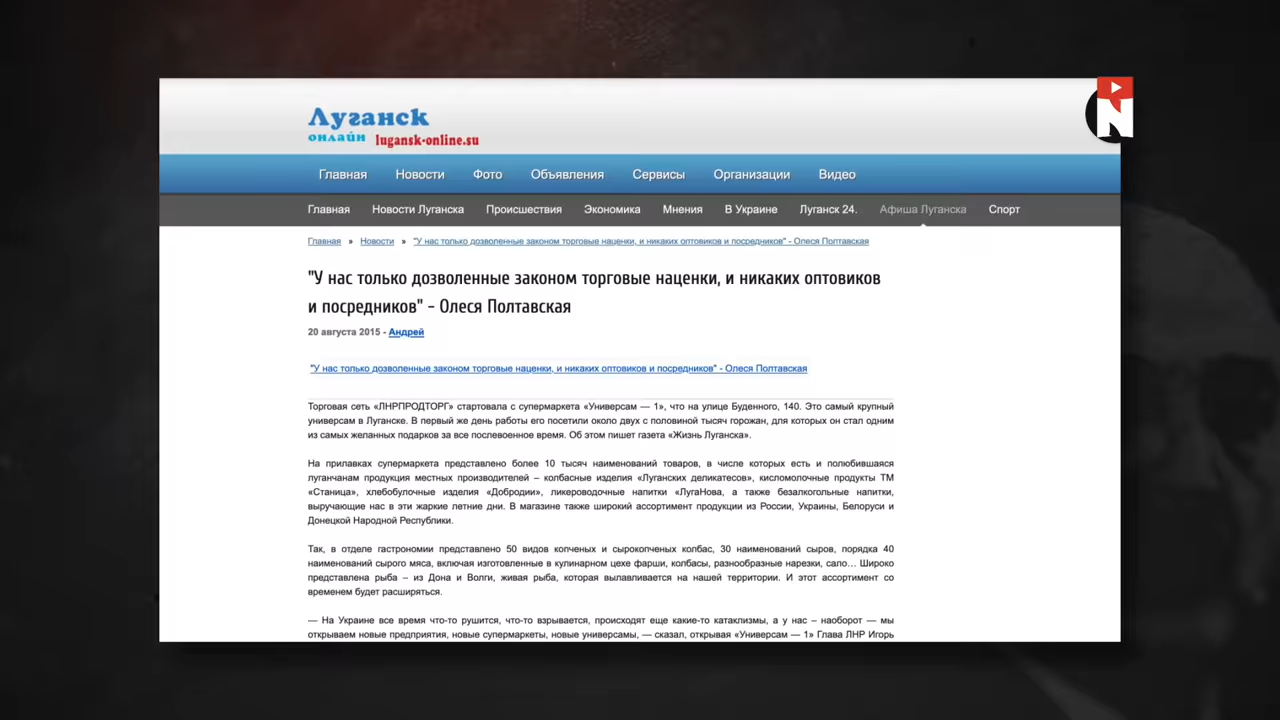 Луганск
онлайн lugansk-online.su
N
Главная Новости Фото Объявления Сервисы Организации Видео
Главная Новости Луганска Происшествия Экономика Мнения В Украине Луганск 24. Афиша Луганска Спорт
Главная » Новости » "У нас только дозволенные законом торговые наценки, и никаких оптовиков и посредников" - Олеся Полтавская
"У нас только дозволенные законом торговые наценки, и никаких оптовиков
и посредников" - Олеся Полтавская
20 августа 2015 - Андрей
"У нас только дозволенные законом торговые наценки, и никаких оптовиков и посредников" - Олеся Полтавская
Торговая сеть «ЛНРПРОДТОРГ» стартовала с супермаркета «Универсам — 1», что на улице Буденного, 140. Это самый крупный
универсам в Луганске. В первый же день работы его посетили около двух с половиной тысяч горожан, для которых он стал одним
из самых желанных подарков за все послевоенное время. Об этом пишет газета «Жизнь Луганска».
На прилавках супермаркета представлено более 10 тысяч наименований товаров, в числе которых есть и полюбившаяся
луганчанам продукция местных производителей – колбасные изделия «Луганских деликатесов», кисломолочные продукты ТМ
«Станица», хлебобулочные изделия «Добродии», ликероводочные напитки «ЛугаНова, а также безалкогольные напитки,
выручающие нас в эти жаркие летние дни. В магазине также широкий ассортимент продукции из России, Украины, Белоруси и
Донецкой Народной Республики.
Так, в отделе гастрономии представлено 50 видов копченых и сырокопченых колбас, 30 наименований сыров, порядка 40
наименований сырого мяса, включая изготовленные в кулинарном цехе фарши, колбасы, разнообразные нарезки, сало… Широко
представлена рыба – из Дона и Волги, живая рыба, которая вылавливается на нашей территории. И этот ассортимент со
временем будет расширяться.
— На Украине все время что-то рушится, что-то взрывается, происходят еще какие-то катаклизмы, а у нас – наоборот — мы
открываем новые предприятия, новые супермаркеты, новые универсамы, — сказал, открывая «Универсам — 1» Глава ЛНР Игорь